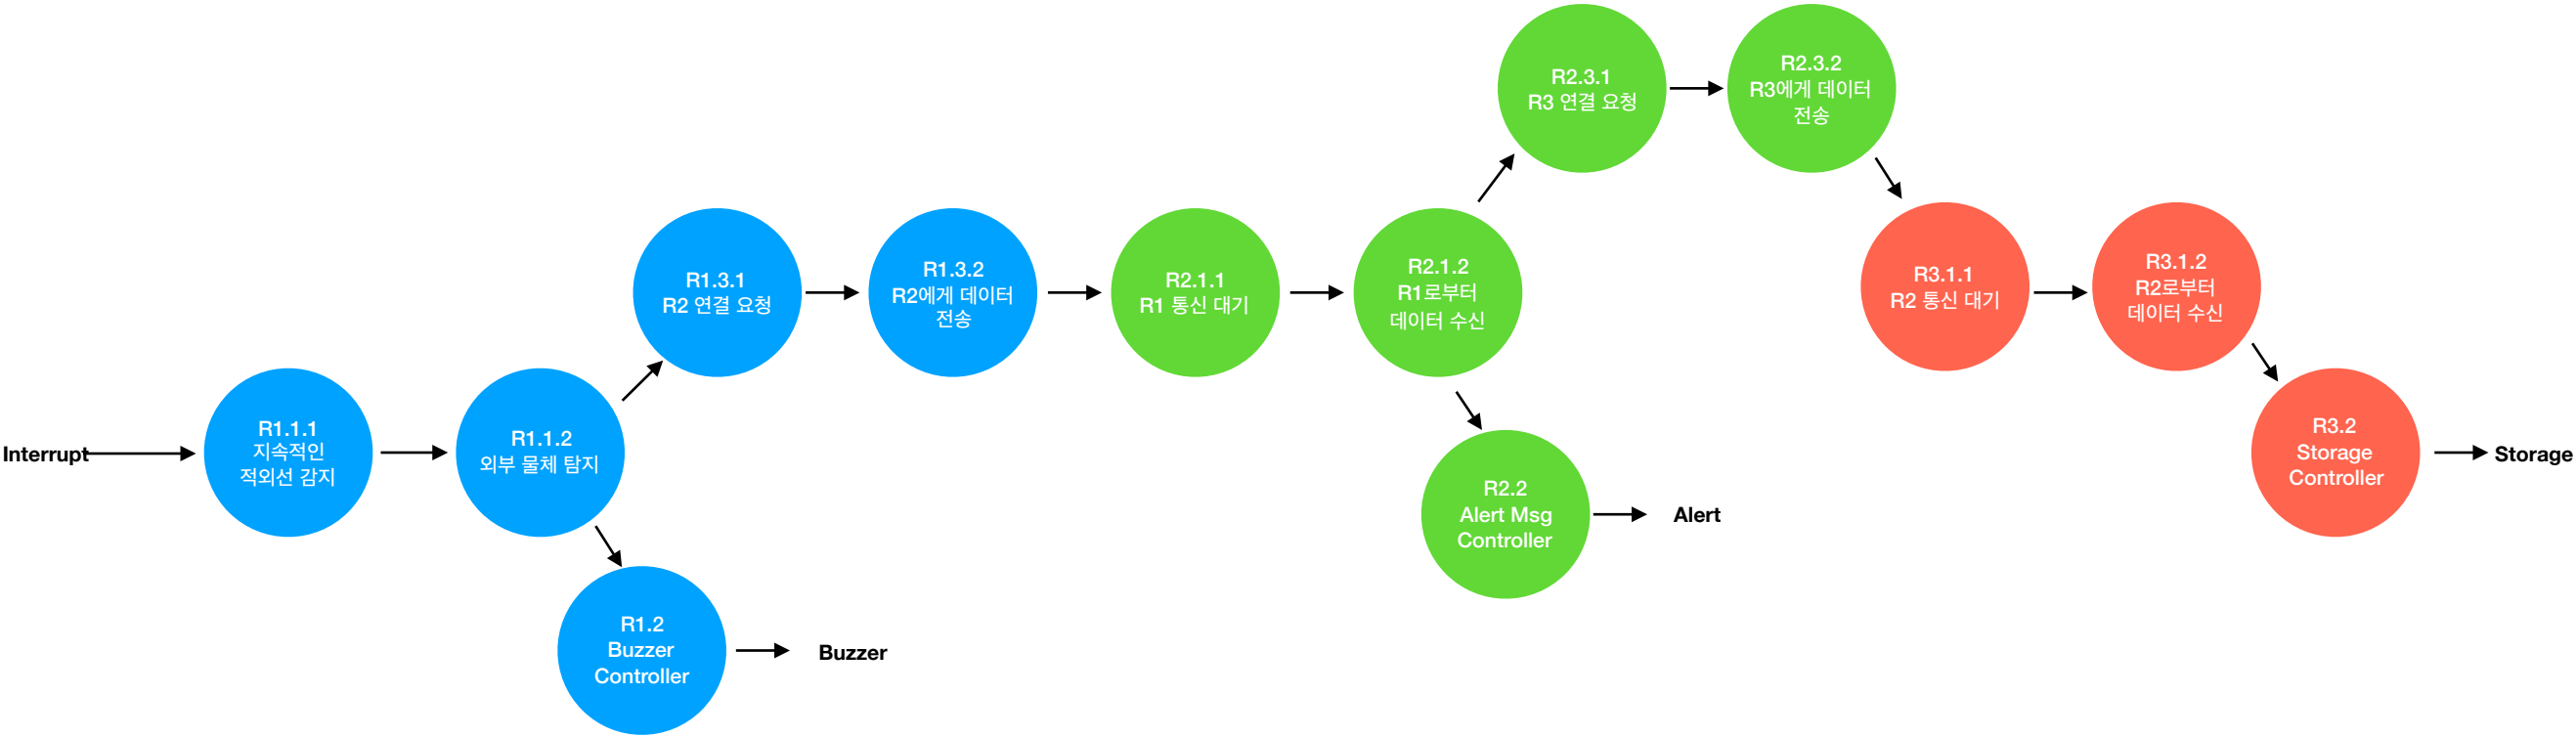 Interrupt
R1.1.1
지속적인
적외선 감지
R1.1.2
외부 물체 탐지
R1.3.1
R2 연결 요청
R1.3.2
R2에게 데이터
전송
R1.2
Buzzer
Controller
Buzzer
R2.1.1
R1 통신 대기
R2.1.2
R1로부터
데이터 수신
R2.3.1
R3 연결 요청
R2.3.2
R3에게 데이터
전송
R2.2
Alert Msg
Controller
Alert
R3.1.1
R2 통신 대기
R3.1.2
R2로부터
데이터 수신
R3.2
Storage
Controller
Storage